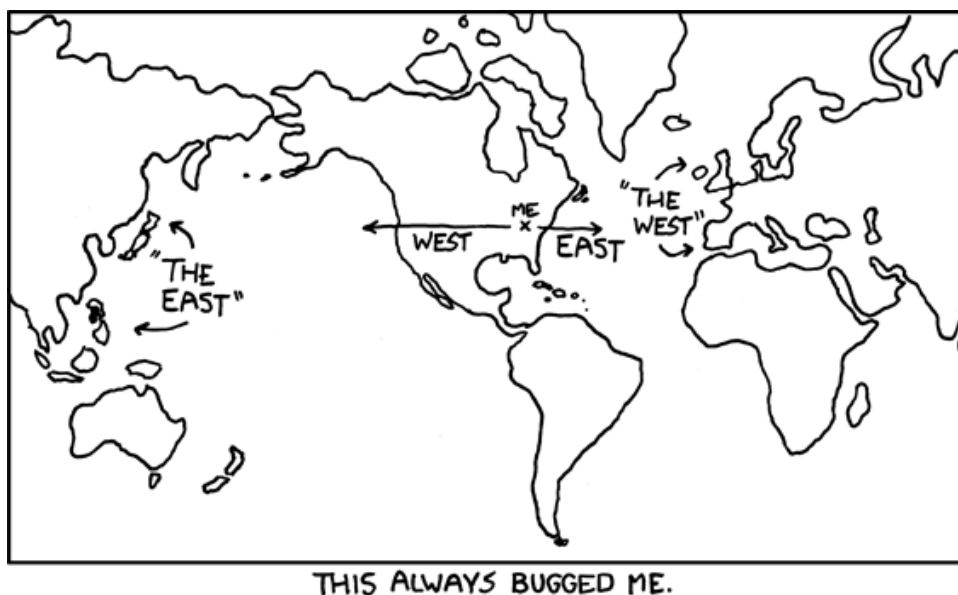 "THE
EAST"
WEST
ME
x
EAST
"THE
WEST"
THIS ALWAYS BUGGED ME.